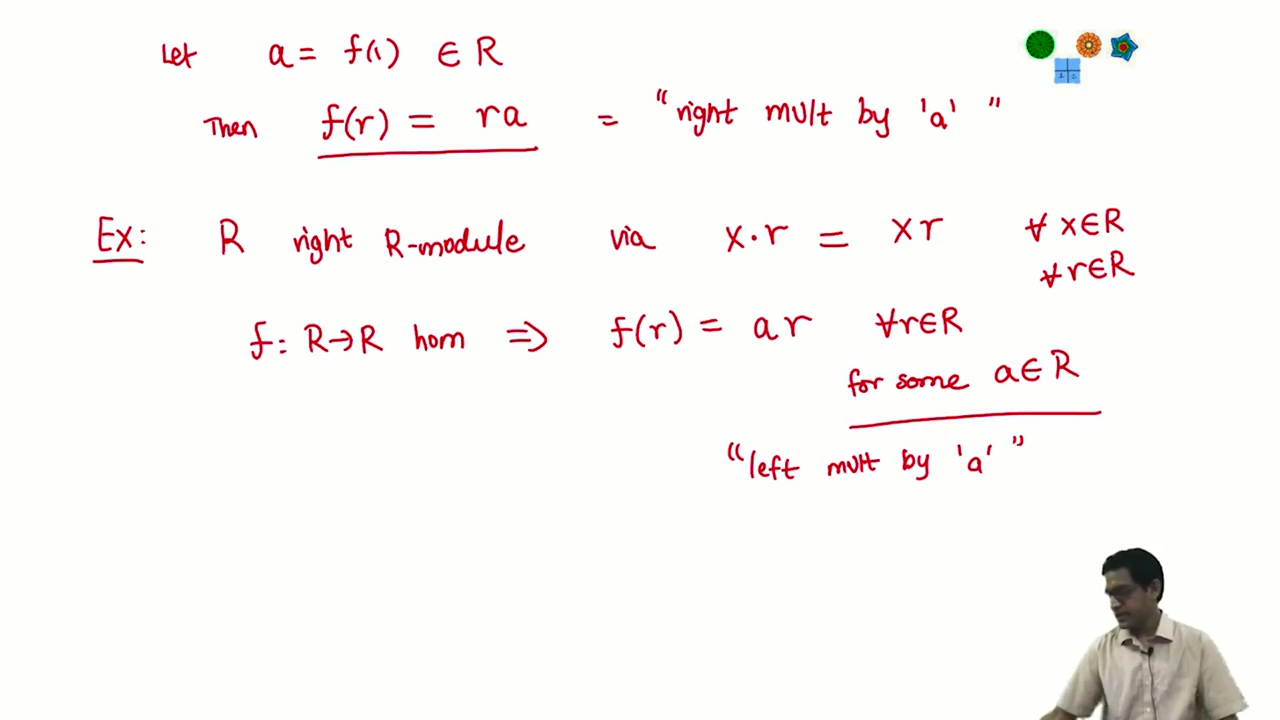 Let a = f(1) ∈ R
Then f(r) = ra = "right mult by 'a' "
Ex: R right R-module via x·r = xr ∀ x∈R
∀ r∈R
f: R→R hom ⇒ f(r) = ar ∀r∈R
for some a∈R
"left mult by 'a' "